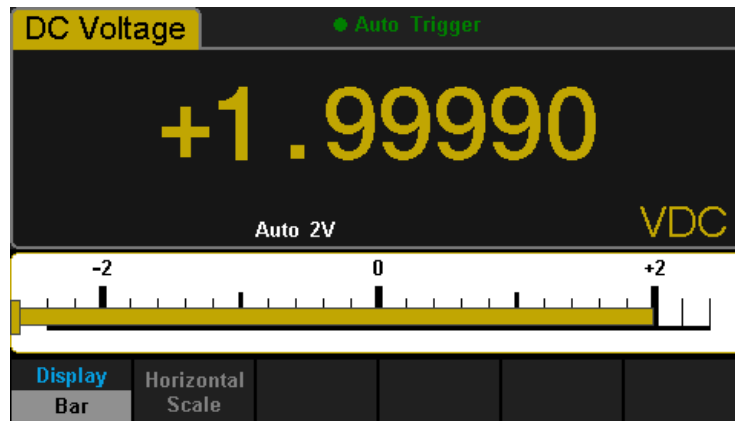 DC Voltage
Auto Trigger
+1.99990
Auto 2V
VDC
-2 0 +2
Display
Bar
Horizontal
Scale